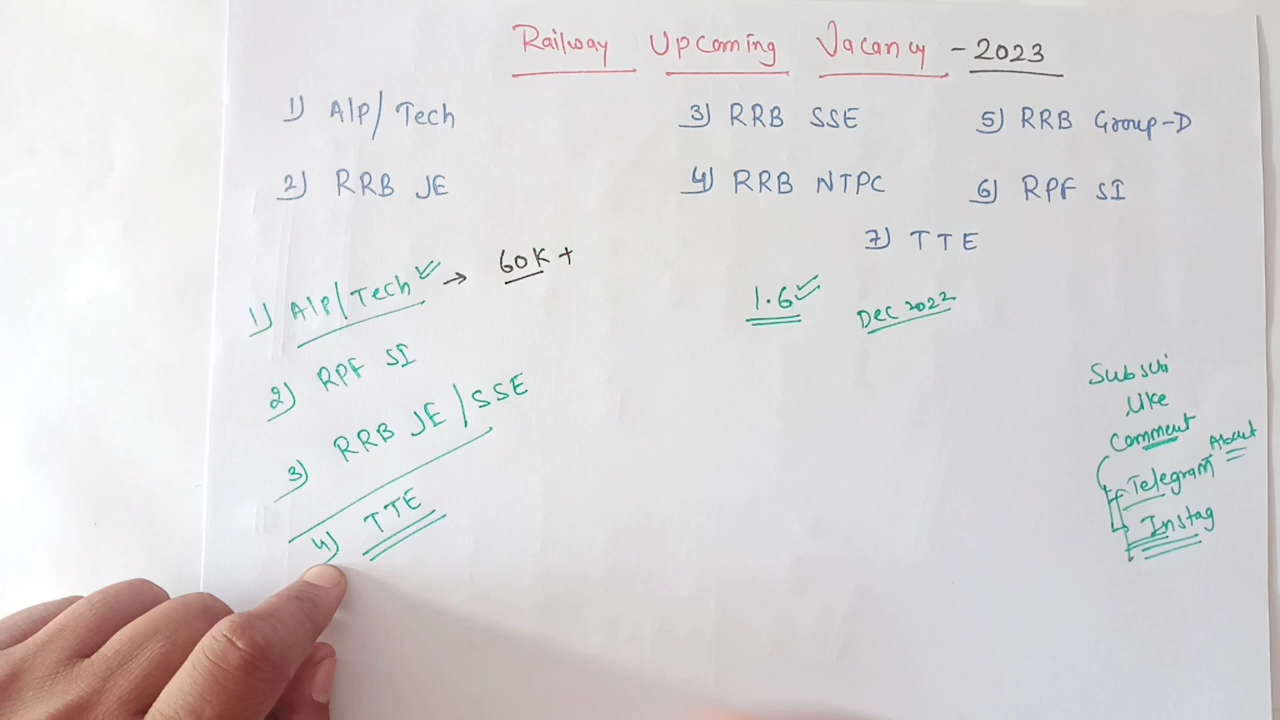 Railway Upcoming Vacancy - 2023
1) Alp/Tech
2) RRB JE
3) RRB SSE
4) RRB NTPC
5) RRB Group-D
6) RPF SI
7) TTE
1) Alp/Tech ✓ → 60K +
2) RPF SI
3) RRB JE/SSE
4) TTE
1.6 ✓
Dec 2022
Subscri
Like
Comment
About
Telegram
Instag